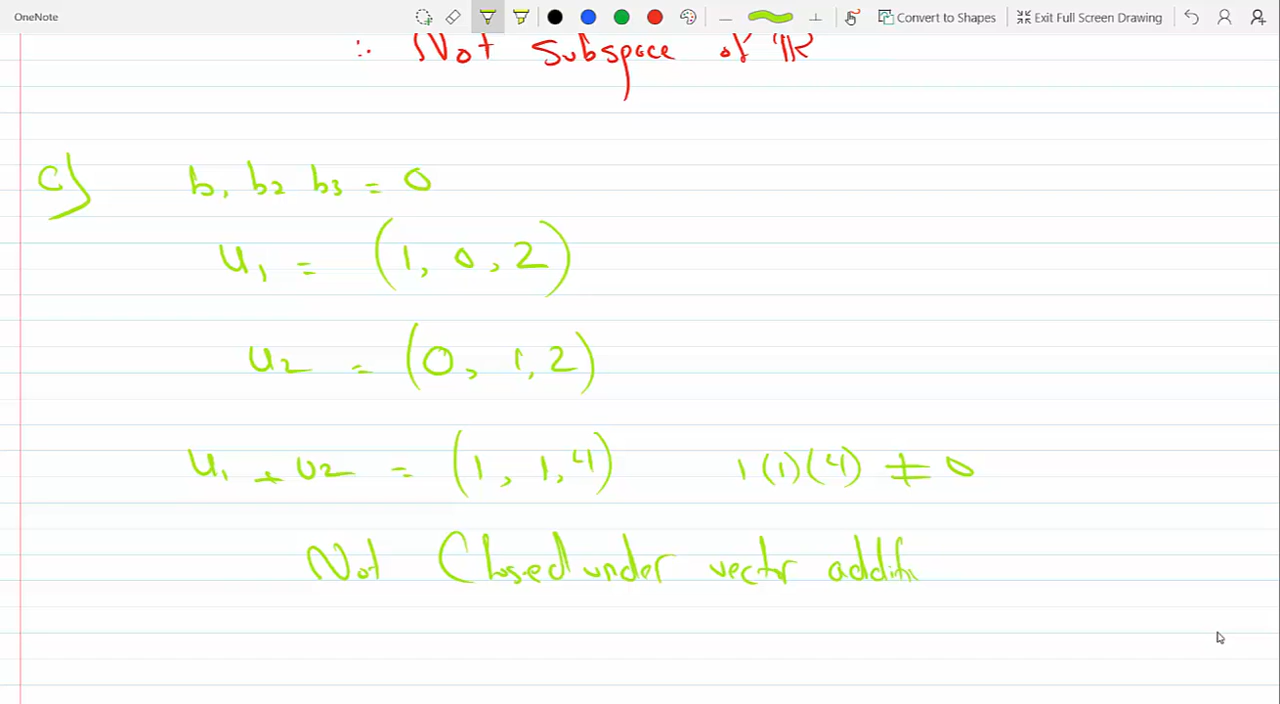 OneNote
Convert to Shapes
Exit Full Screen Drawing
∴ Not subspace of ℝ
c) b₁ b₂ b₃ = 0
u₁ = (1, 0, 2)
u₂ = (0, 1, 2)
u₁ + u₂ = (1, 1, 4) 1(1)(4) ≠ 0
Not Closed under vector additi